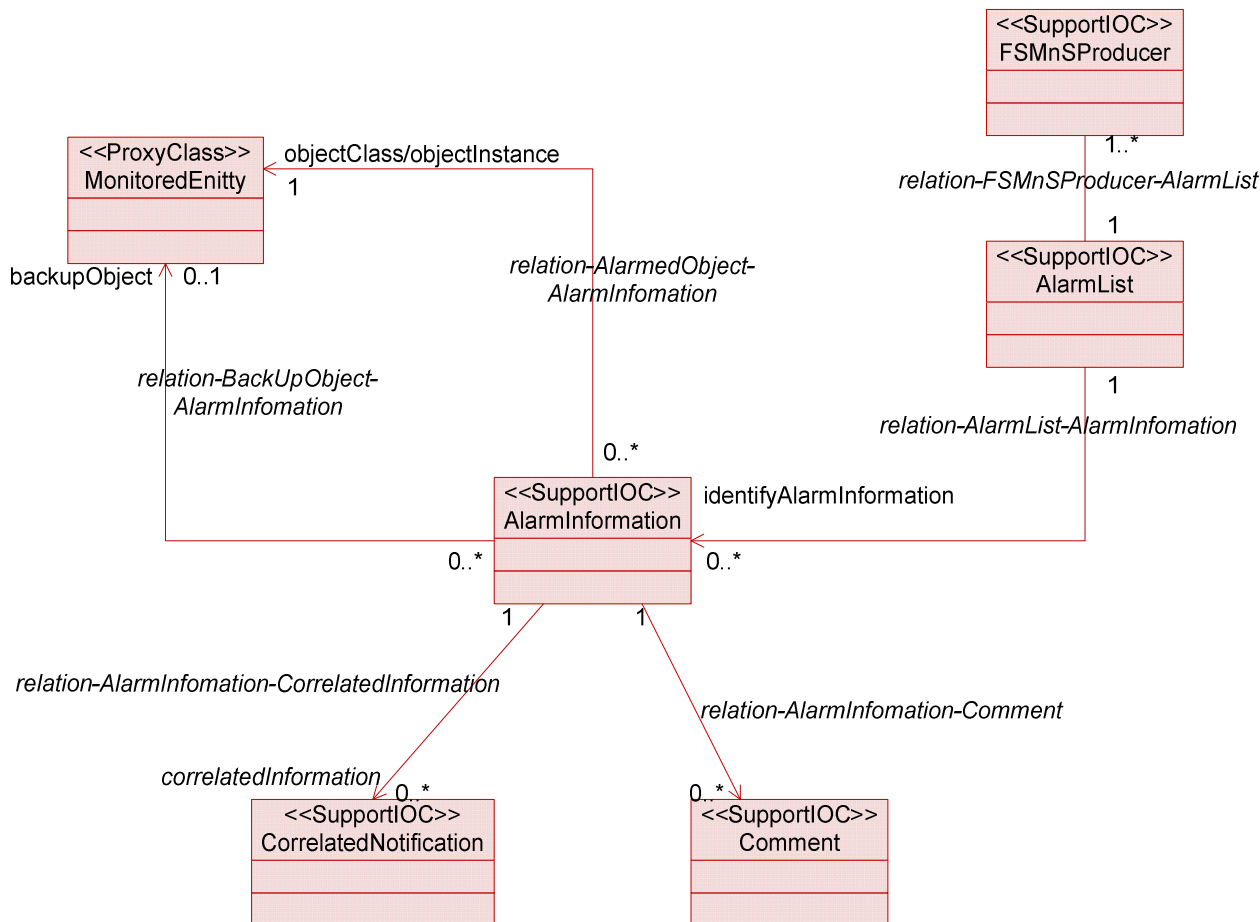 <<SupportIOC>>
FSMnSProducer
1..*
relation-FSMnSProducer-AlarmList
1
<<SupportIOC>>
AlarmList
1
relation-AlarmList-AlarmInfomation
<<ProxyClass>>
MonitoredEnitty
objectClass/objectInstance
1
backupObject
0..1
relation-AlarmedObject-
AlarmInfomation
relation-BackUpObject-
AlarmInfomation
0..*
<<SupportIOC>>
AlarmInformation
identifyAlarmInformation
0..*
0..*
1
1
relation-AlarmInfomation-CorrelatedInformation
relation-AlarmInfomation-Comment
correlatedInformation
0..*
0..*
<<SupportIOC>>
CorrelatedNotification
<<SupportIOC>>
Comment